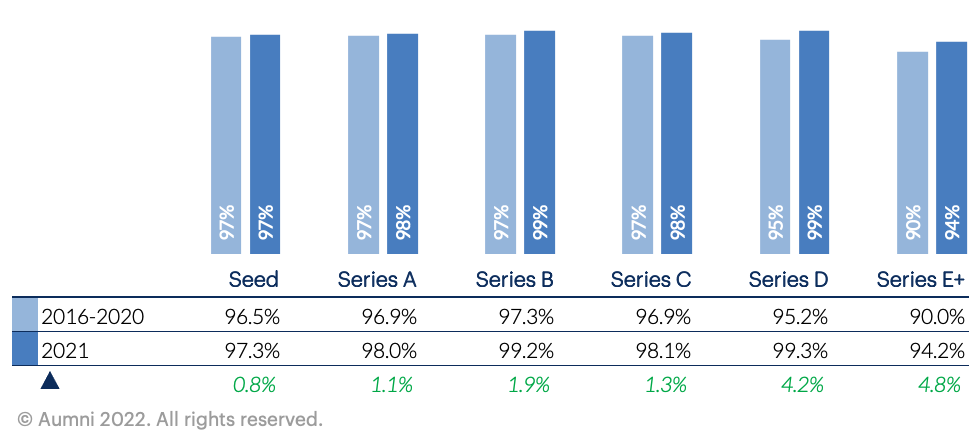 97% 97% 97% 98% 97% 99% 97% 98% 95% 99% 90% 94%
Seed Series A Series B Series C Series D Series E+
2016-2020 96.5% 96.9% 97.3% 96.9% 95.2% 90.0%
2021 97.3% 98.0% 99.2% 98.1% 99.3% 94.2%
0.8% 1.1% 1.9% 1.3% 4.2% 4.8%
© Aumni 2022. All rights reserved.